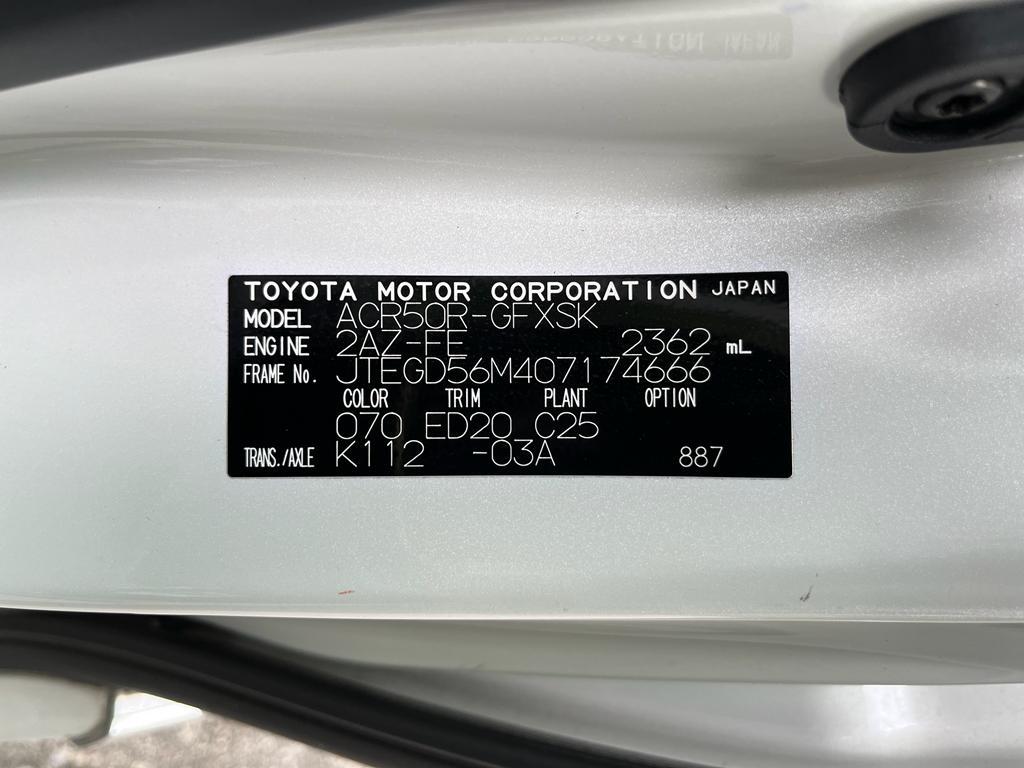 TOYOTA MOTOR CORPORATION JAPAN
MODEL ACR50R-GFXSK
ENGINE 2AZ-FE 2362 mL
FRAME No. JTEGD56M407174666
COLOR TRIM PLANT OPTION
070 ED20 C25
TRANS./AXLE K112 -03A 887